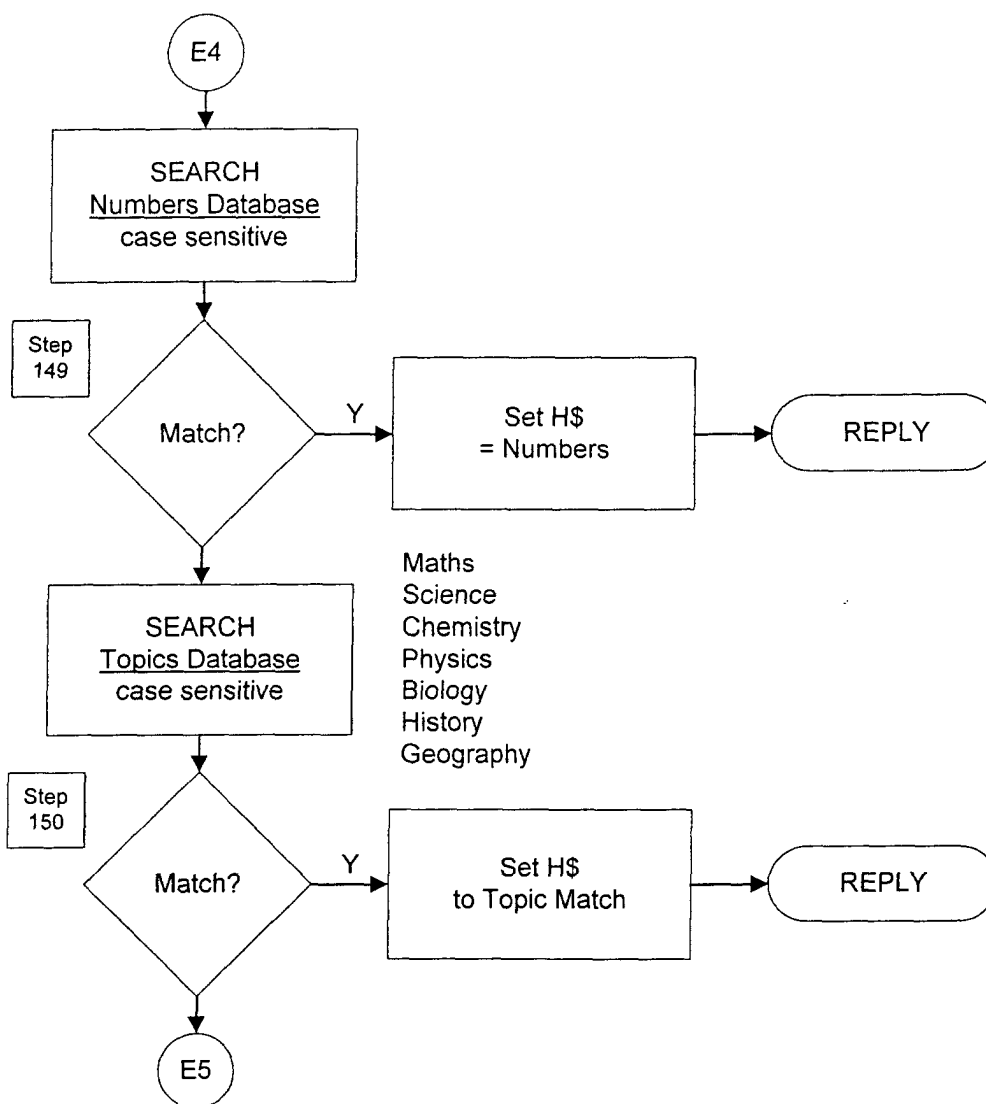 E4
SEARCH
Numbers Database
case sensitive
Step
149
Match?
Y
Set H$
= Numbers
REPLY
Maths
Science
Chemistry
Physics
Biology
History
Geography
SEARCH
Topics Database
case sensitive
Step
150
Match?
Y
Set H$
to Topic Match
REPLY
E5